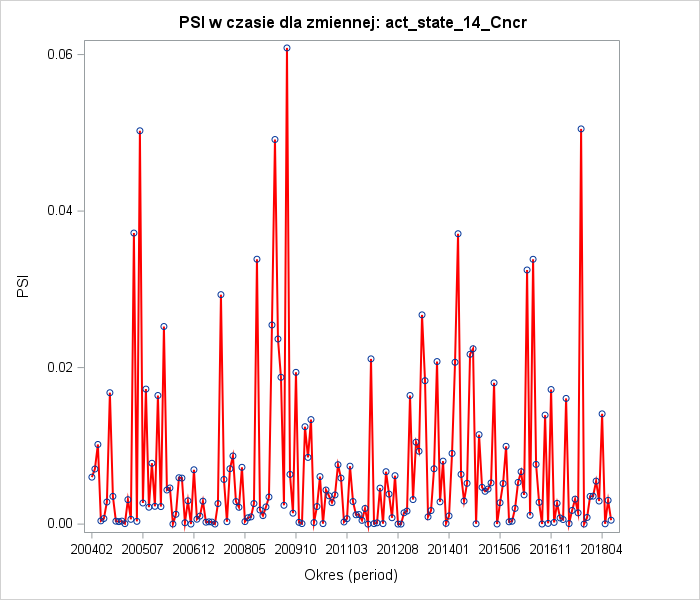 PSI w czasie dla zmiennej: act_state_14_Cncr
0.06
0.04
PSI
0.02
0.00
200402 200507 200612 200805 200910 201103 201208 201401 201506 201611 201804
Okres (period)